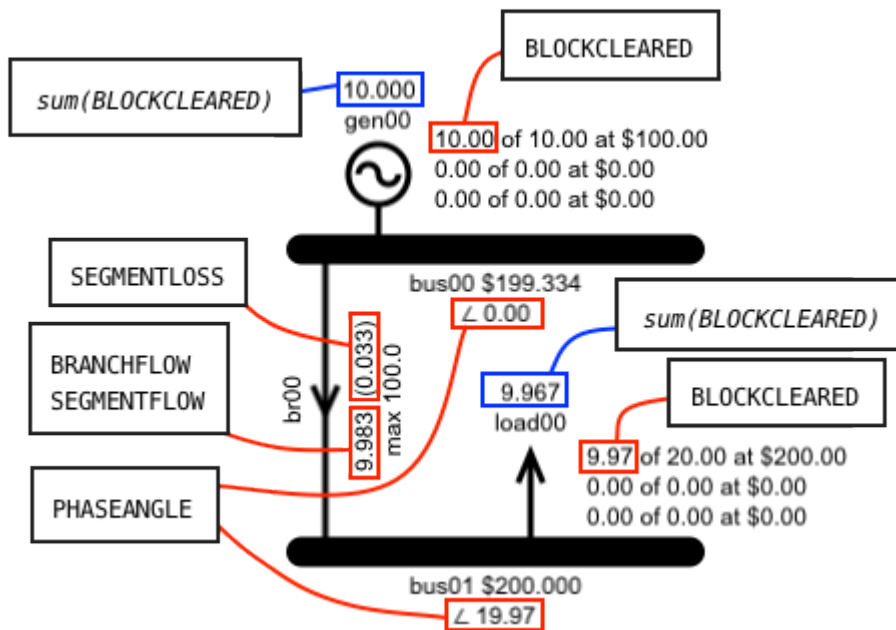 BLOCKCLEARED
sum(BLOCKCLEARED)
10.000
gen00
10.00 of 10.00 at $100.00
0.00 of 0.00 at $0.00
0.00 of 0.00 at $0.00
SEGMENTLOSS
bus00 $199.334
∠ 0.00
sum(BLOCKCLEARED)
BRANCHFLOW
SEGMENTFLOW
br00
9.983 (0.033)
max 100.0
9.967
load00
BLOCKCLEARED
9.97 of 20.00 at $200.00
0.00 of 0.00 at $0.00
0.00 of 0.00 at $0.00
PHASEANGLE
bus01 $200.000
∠ 19.97